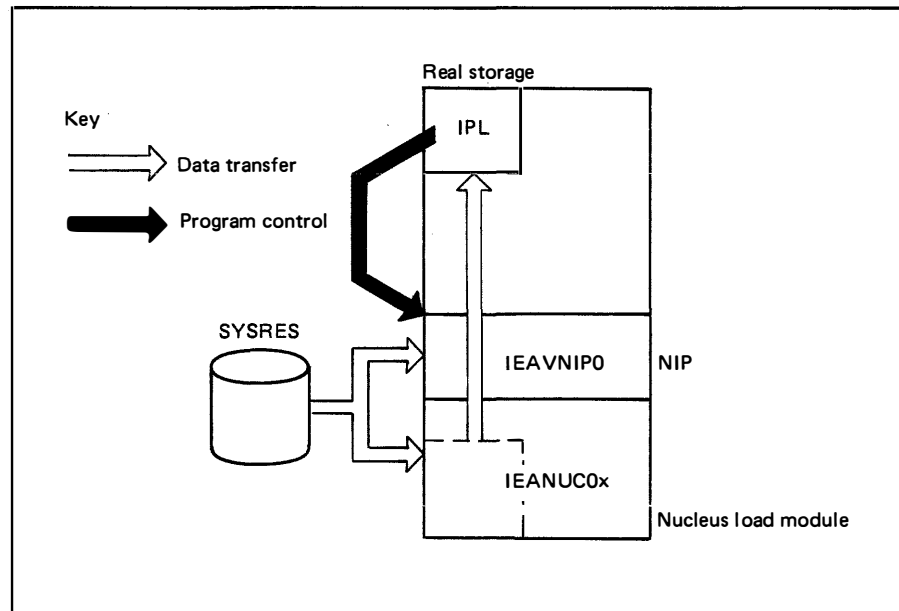 Real storage
IPL
Key
Data transfer
Program control
SYSRES
IEAVNIP0
NIP
IEANUC0x
Nucleus load module